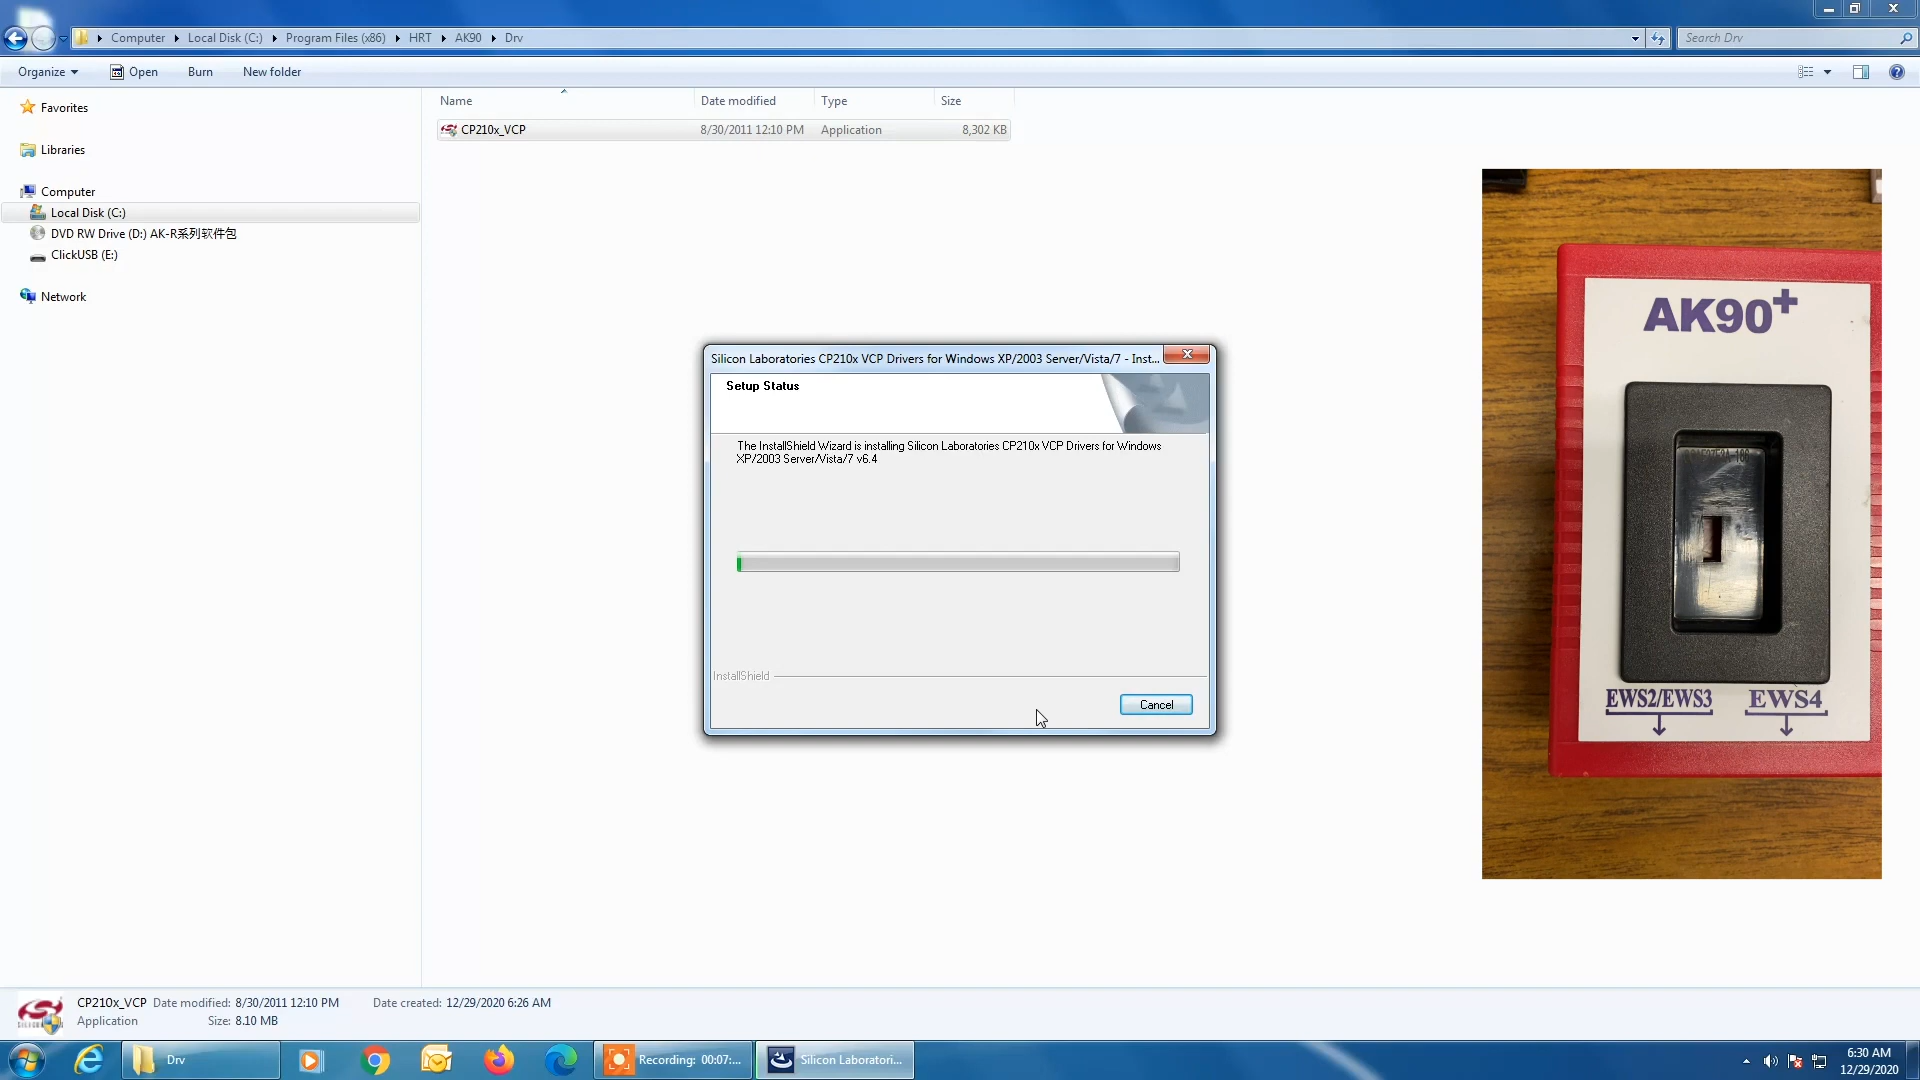 Computer Local Disk (C:) Program Files (x86) HRT AK90 Drv
Search Drv
Organize Open Burn New folder
Favorites
Libraries
Computer
Local Disk (C:)
DVD RW Drive (D:) AK-R系列软件包
ClickUSB (E:)
Network
Name Date modified Type Size
CP210x_VCP 8/30/2011 12:10 PM Application 8,302 KB
Silicon Laboratories CP210x VCP Drivers for Windows XP/2003 Server/Vista/7 - Inst...
Setup Status
The InstallShield Wizard is installing Silicon Laboratories CP210x VCP Drivers for Windows
XP/2003 Server/Vista/7 v6.4
InstallShield
Cancel
AK90+
EWS2/EWS3 EWS4
CP210x_VCP Date modified: 8/30/2011 12:10 PM Date created: 12/29/2020 6:26 AM
Application Size: 8.10 MB
Drv
Recording: 00:07:...
Silicon Laboratori...
6:30 AM
12/29/2020